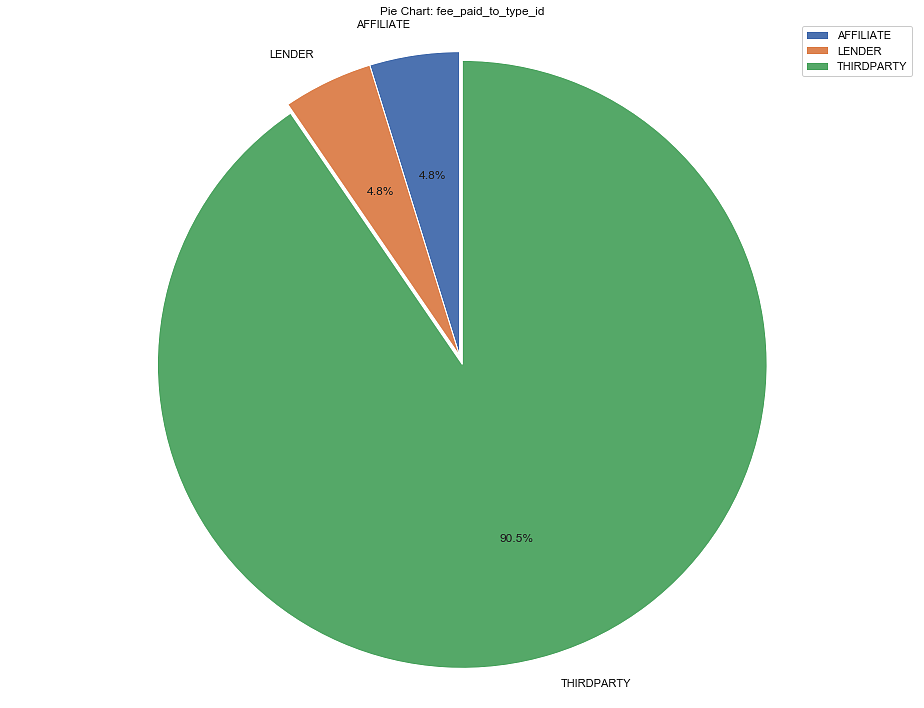 Pie Chart: fee_paid_to_type_id
AFFILIATE
LENDER
4.8%
4.8%
90.5%
THIRDPARTY
AFFILIATE
LENDER
THIRDPARTY